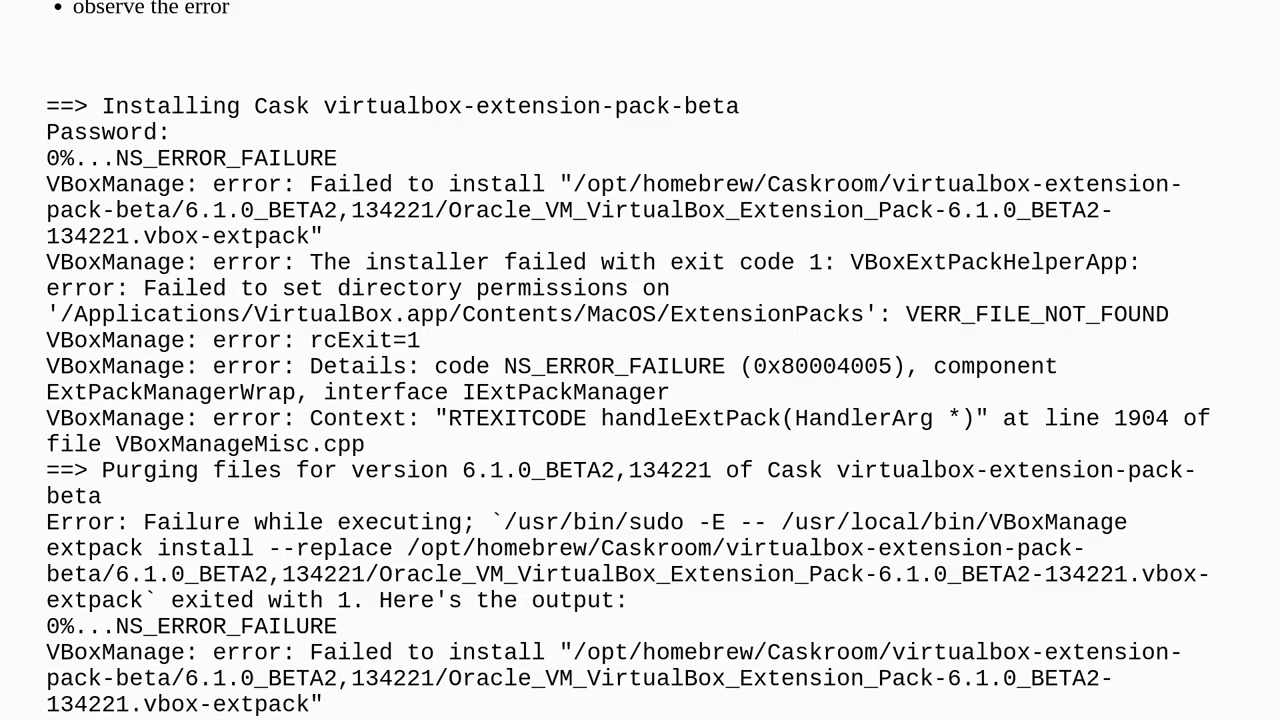 • observe the error
==> Installing Cask virtualbox-extension-pack-beta
Password:
0%...NS_ERROR_FAILURE
VBoxManage: error: Failed to install "/opt/homebrew/Caskroom/virtualbox-extension-
pack-beta/6.1.0_BETA2,134221/Oracle_VM_VirtualBox_Extension_Pack-6.1.0_BETA2-
134221.vbox-extpack"
VBoxManage: error: The installer failed with exit code 1: VBoxExtPackHelperApp:
error: Failed to set directory permissions on
'/Applications/VirtualBox.app/Contents/MacOS/ExtensionPacks': VERR_FILE_NOT_FOUND
VBoxManage: error: rcExit=1
VBoxManage: error: Details: code NS_ERROR_FAILURE (0x80004005), component
ExtPackManagerWrap, interface IExtPackManager
VBoxManage: error: Context: "RTEXITCODE handleExtPack(HandlerArg *)" at line 1904 of
file VBoxManageMisc.cpp
==> Purging files for version 6.1.0_BETA2,134221 of Cask virtualbox-extension-pack-
beta
Error: Failure while executing; `/usr/bin/sudo -E -- /usr/local/bin/VBoxManage
extpack install --replace /opt/homebrew/Caskroom/virtualbox-extension-pack-
beta/6.1.0_BETA2,134221/Oracle_VM_VirtualBox_Extension_Pack-6.1.0_BETA2-134221.vbox-
extpack` exited with 1. Here's the output:
0%...NS_ERROR_FAILURE
VBoxManage: error: Failed to install "/opt/homebrew/Caskroom/virtualbox-extension-
pack-beta/6.1.0_BETA2,134221/Oracle_VM_VirtualBox_Extension_Pack-6.1.0_BETA2-
134221.vbox-extpack"